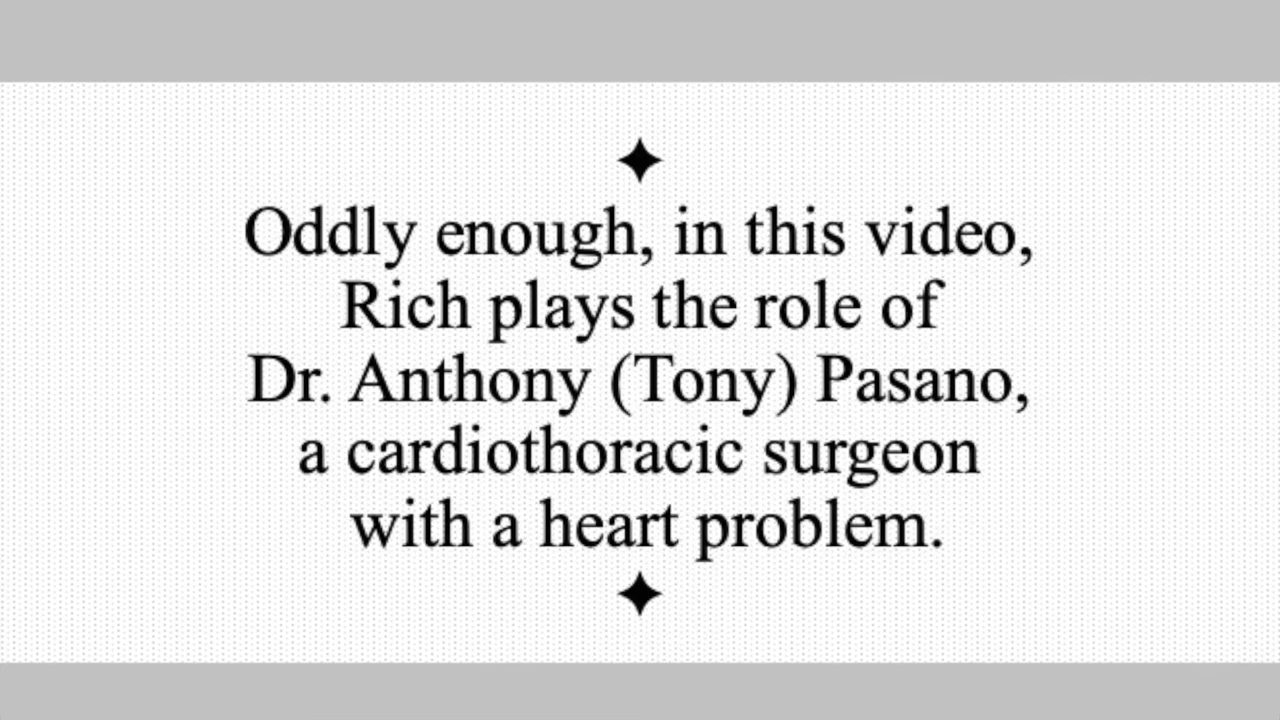 Oddly enough, in this video,
Rich plays the role of
Dr. Anthony (Tony) Pasano,
a cardiothoracic surgeon
with a heart problem.